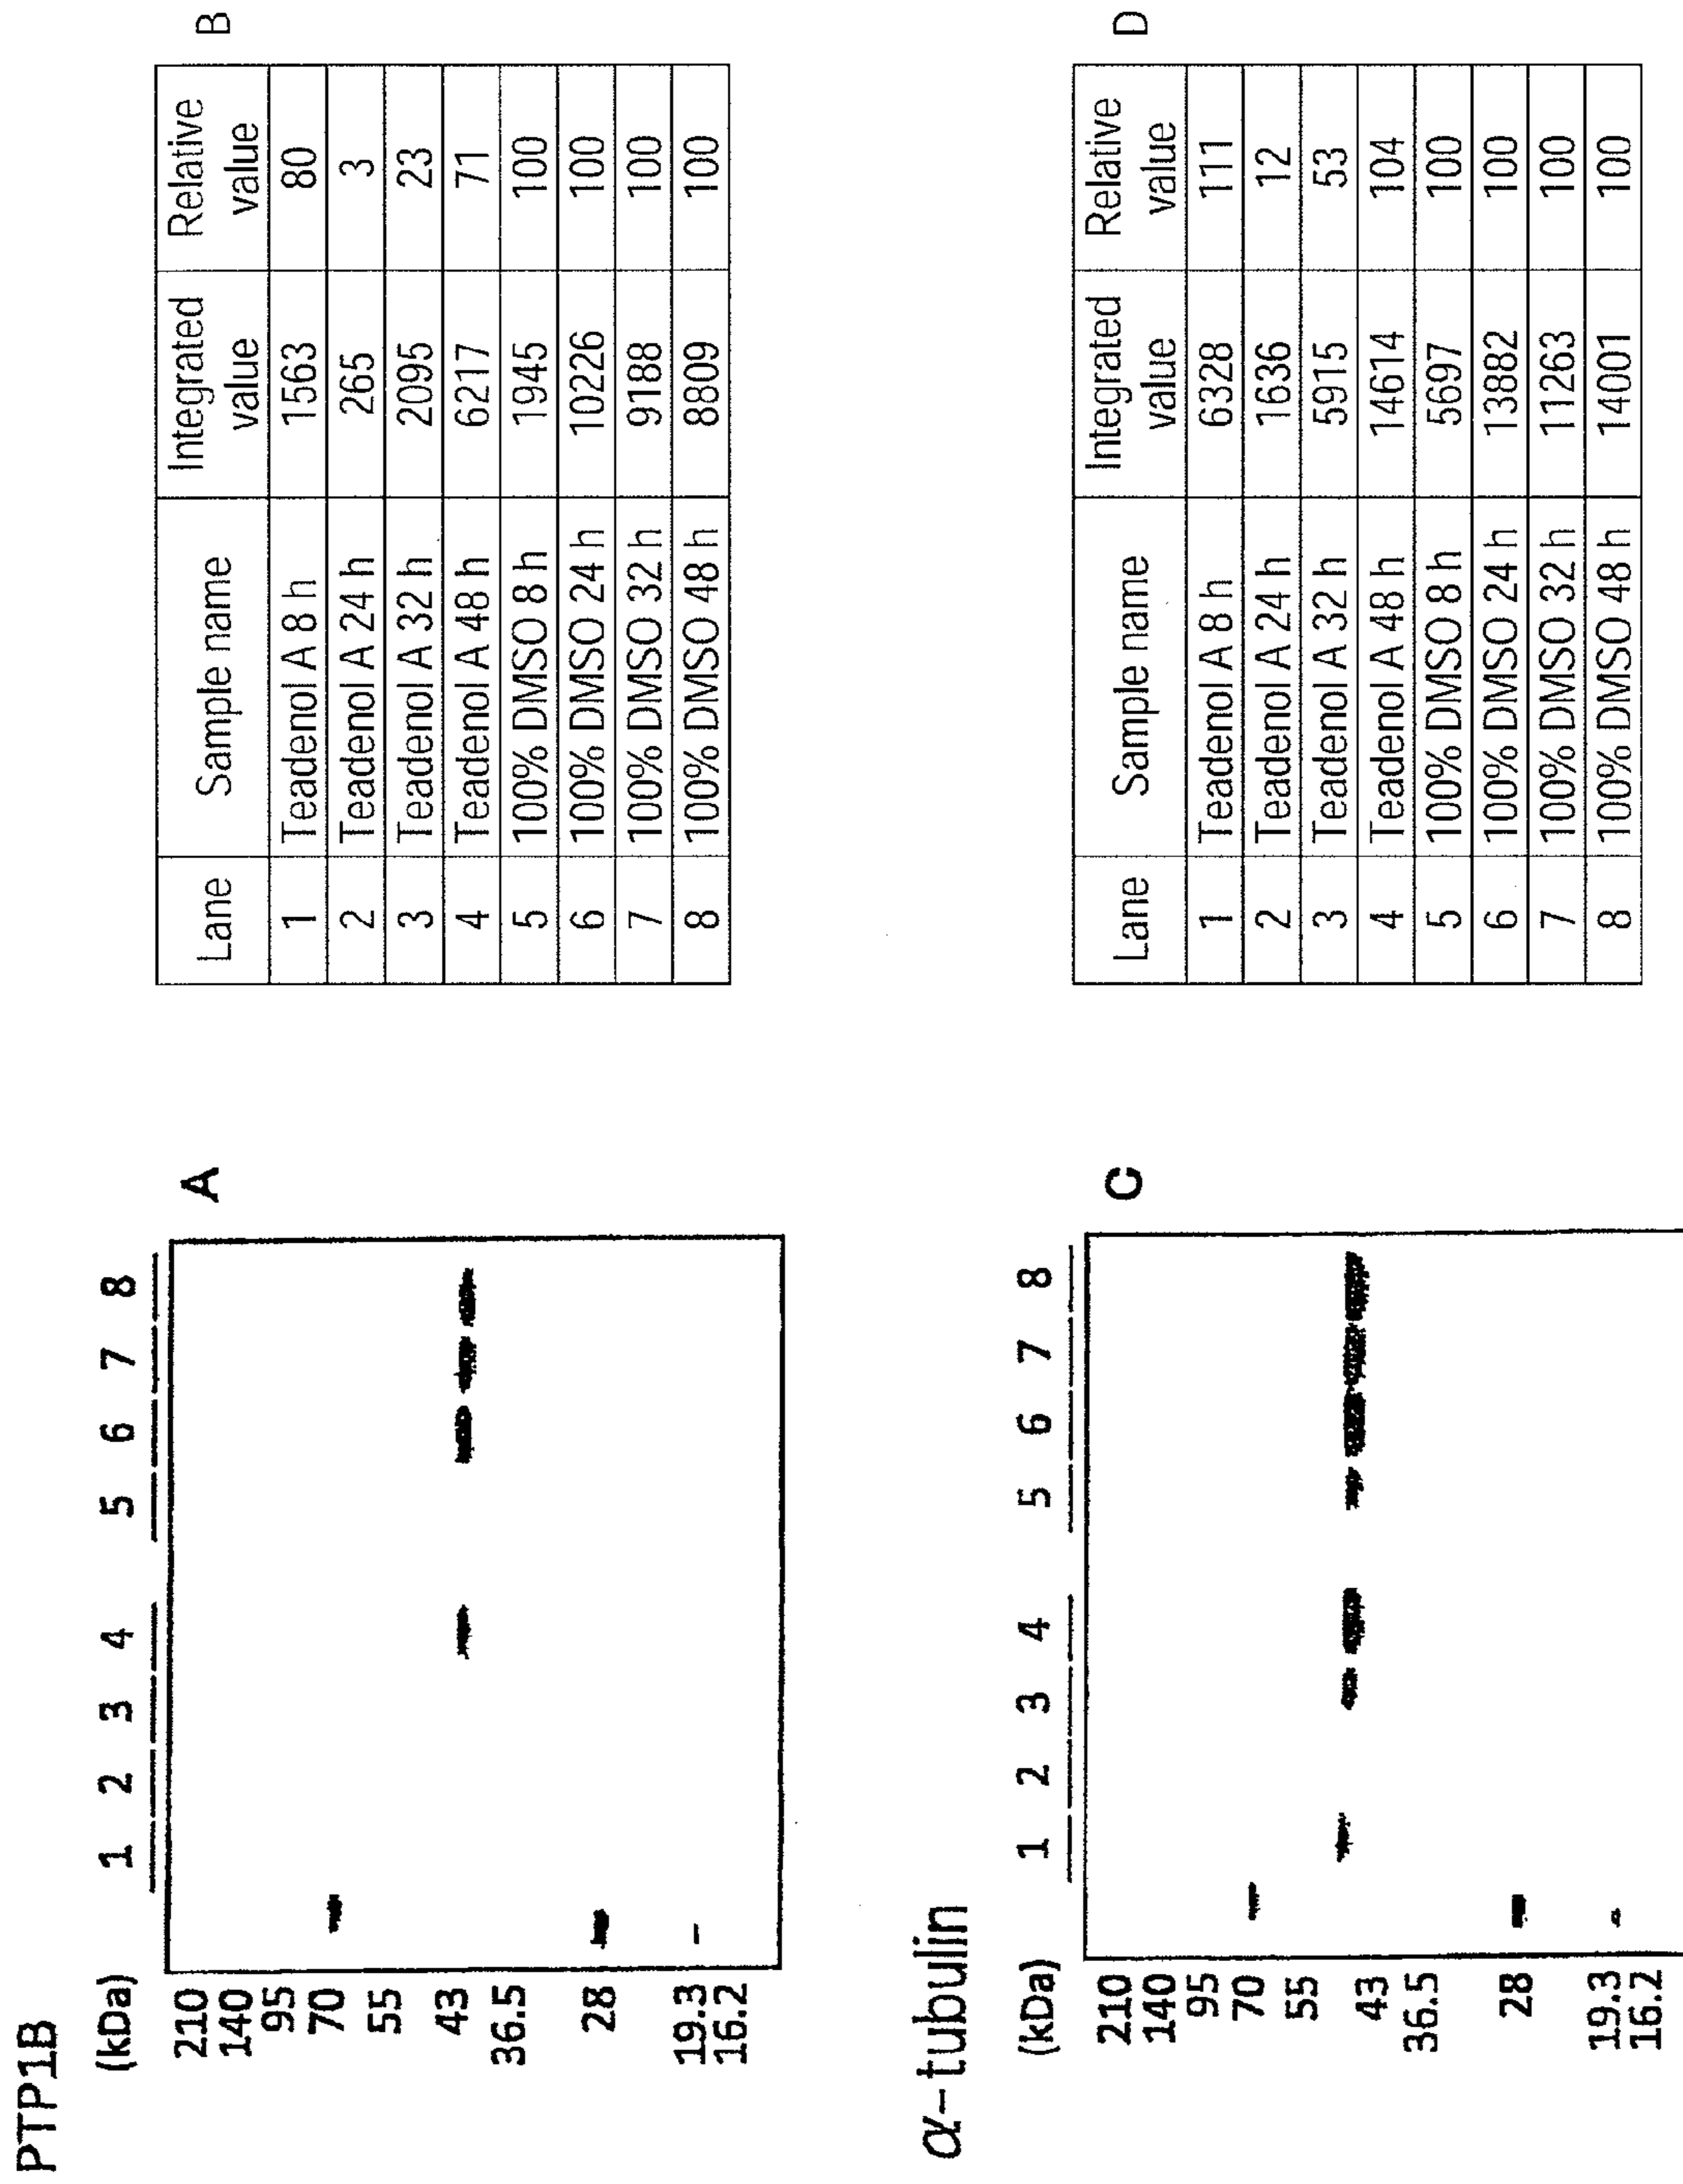 PTP1B
(kDa) 1 2 3 4 5 6 7 8
210
140
95
70
55
43
36.5
28
19.3
16.2
A
Lane Sample name Integrated value Relative value
1 Teadenol A 8 h 1563 80
2 Teadenol A 24 h 265 3
3 Teadenol A 32 h 2095 23
4 Teadenol A 48 h 6217 71
5 100% DMSO 8 h 1945 100
6 100% DMSO 24 h 10226 100
7 100% DMSO 32 h 9188 100
8 100% DMSO 48 h 8809 100
B
α-tubulin
(kDa) 1 2 3 4 5 6 7 8
210
140
95
70
55
43
36.5
28
19.3
16.2
C
Lane Sample name Integrated value Relative value
1 Teadenol A 8 h 6328 111
2 Teadenol A 24 h 1636 12
3 Teadenol A 32 h 5915 53
4 Teadenol A 48 h 14614 104
5 100% DMSO 8 h 5697 100
6 100% DMSO 24 h 13882 100
7 100% DMSO 32 h 11263 100
8 100% DMSO 48 h 14001 100
D